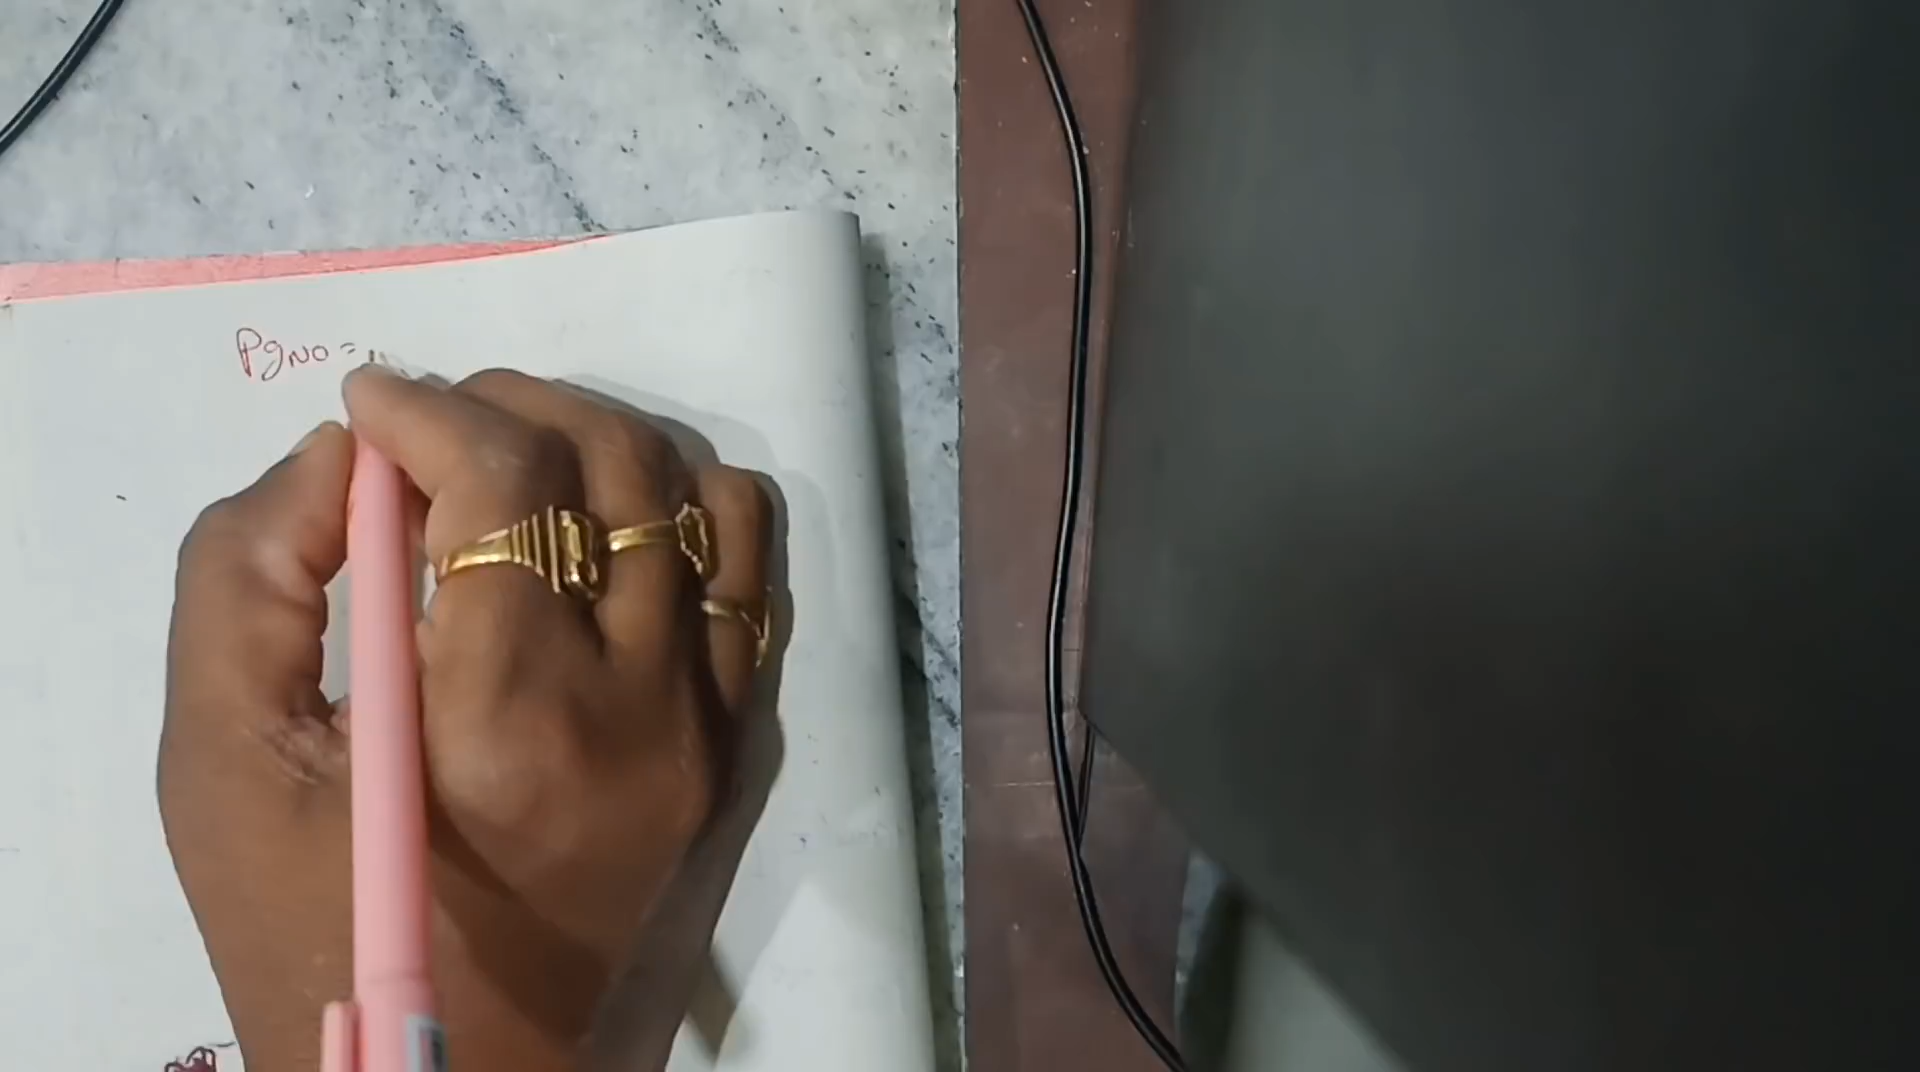 Pg No =